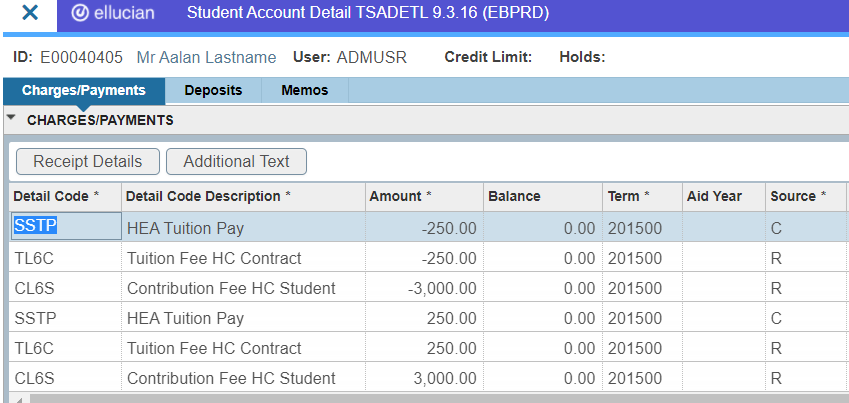 × ellucian Student Account Detail TSADETL 9.3.16 (EBPRD)
ID: E00040405 Mr Aalan Lastname User: ADMUSR Credit Limit: Holds:
Charges/Payments Deposits Memos
CHARGES/PAYMENTS
Receipt Details Additional Text
Detail Code * Detail Code Description * Amount * Balance Term * Aid Year Source *
SSTP HEA Tuition Pay -250.00 0.00 201500 C
TL6C Tuition Fee HC Contract -250.00 0.00 201500 R
CL6S Contribution Fee HC Student -3,000.00 0.00 201500 R
SSTP HEA Tuition Pay 250.00 0.00 201500 C
TL6C Tuition Fee HC Contract 250.00 0.00 201500 R
CL6S Contribution Fee HC Student 3,000.00 0.00 201500 R